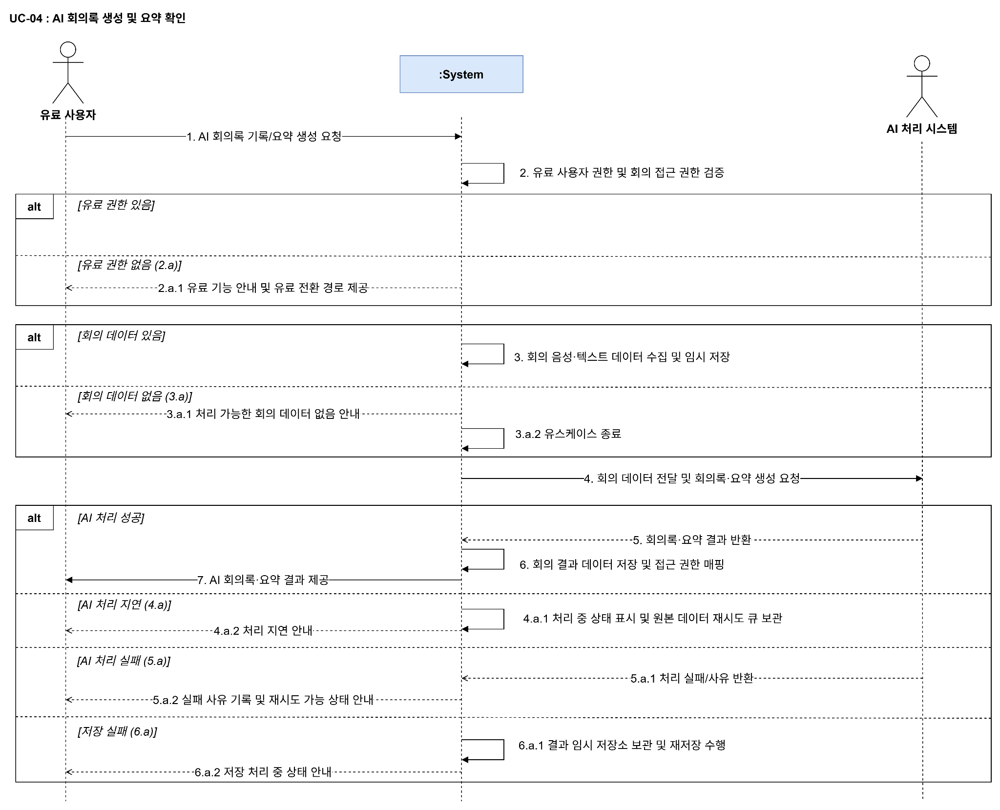 UC-04 : AI 회의록 생성 및 요약 확인
유료 사용자
:System
AI 처리 시스템
1. AI 회의록 기록/요약 생성 요청
2. 유료 사용자 권한 및 회의 접근 권한 검증
alt
[유료 권한 있음]
[유료 권한 없음 (2.a)]
2.a.1 유료 기능 안내 및 유료 전환 경로 제공
alt
[회의 데이터 있음]
3. 회의 음성·텍스트 데이터 수집 및 임시 저장
[회의 데이터 없음 (3.a)]
3.a.1 처리 가능한 회의 데이터 없음 안내
3.a.2 유스케이스 종료
4. 회의 데이터 전달 및 회의록·요약 생성 요청
alt
[AI 처리 성공]
5. 회의록·요약 결과 반환
6. 회의 결과 데이터 저장 및 접근 권한 매핑
7. AI 회의록·요약 결과 제공
[AI 처리 지연 (4.a)]
4.a.1 처리 중 상태 표시 및 원본 데이터 재시도 큐 보관
4.a.2 처리 지연 안내
[AI 처리 실패 (5.a)]
5.a.1 처리 실패/사유 반환
5.a.2 실패 사유 기록 및 재시도 가능 상태 안내
[저장 실패 (6.a)]
6.a.1 결과 임시 저장소 보관 및 재저장 수행
6.a.2 저장 처리 중 상태 안내